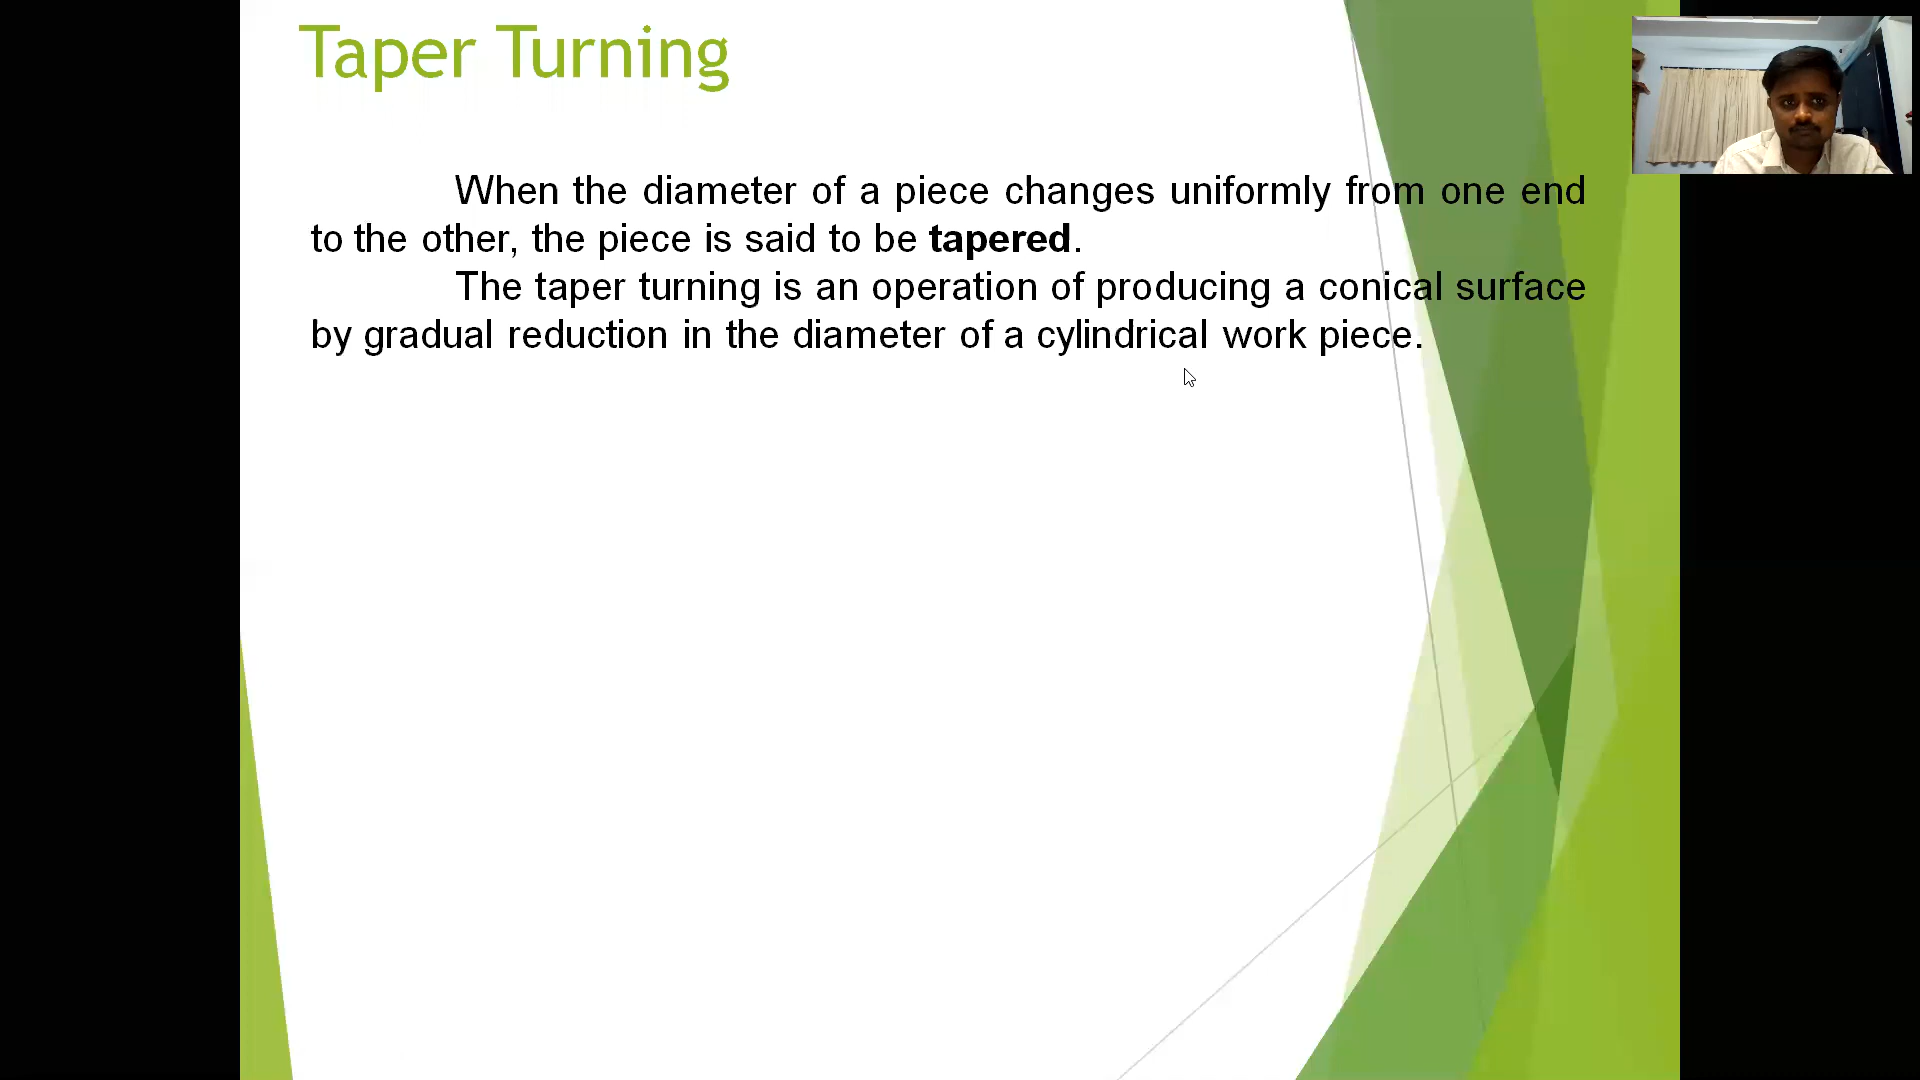 Taper Turning
When the diameter of a piece changes uniformly from one end
to the other, the piece is said to be tapered.
The taper turning is an operation of producing a conical surface
by gradual reduction in the diameter of a cylindrical work piece.